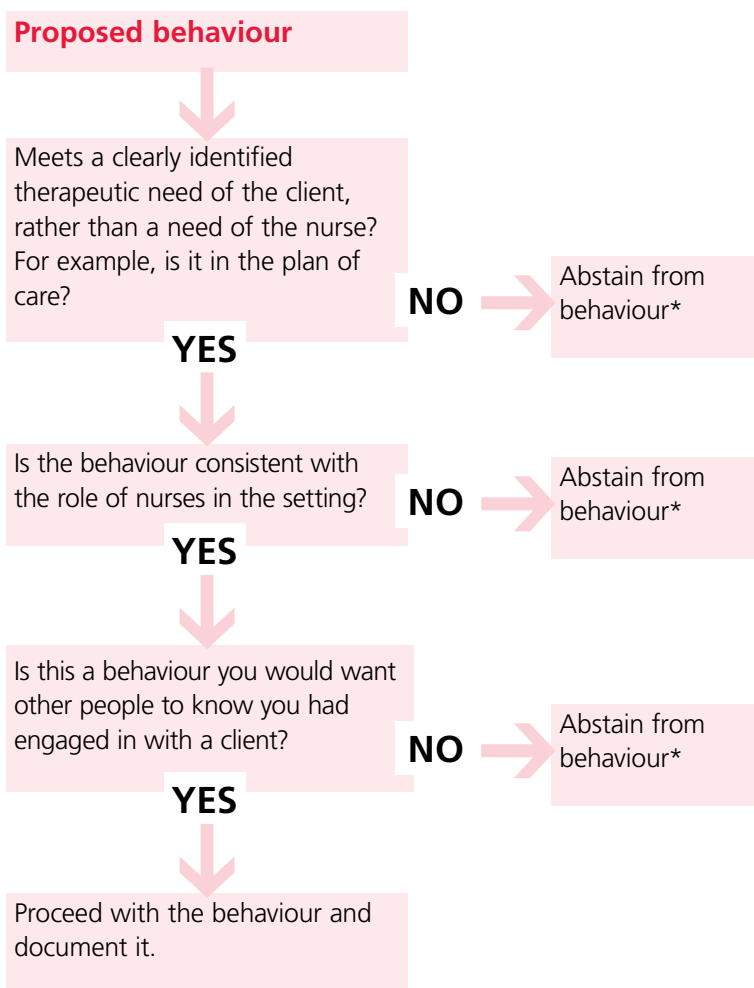 Proposed behaviour
Meets a clearly identified
therapeutic need of the client,
rather than a need of the nurse?
For example, is it in the plan of
care?
NO
Abstain from
behaviour*
YES
Is the behaviour consistent with
the role of nurses in the setting?
NO
Abstain from
behaviour*
YES
Is this a behaviour you would want
other people to know you had
engaged in with a client?
NO
Abstain from
behaviour*
YES
Proceed with the behaviour and
document it.